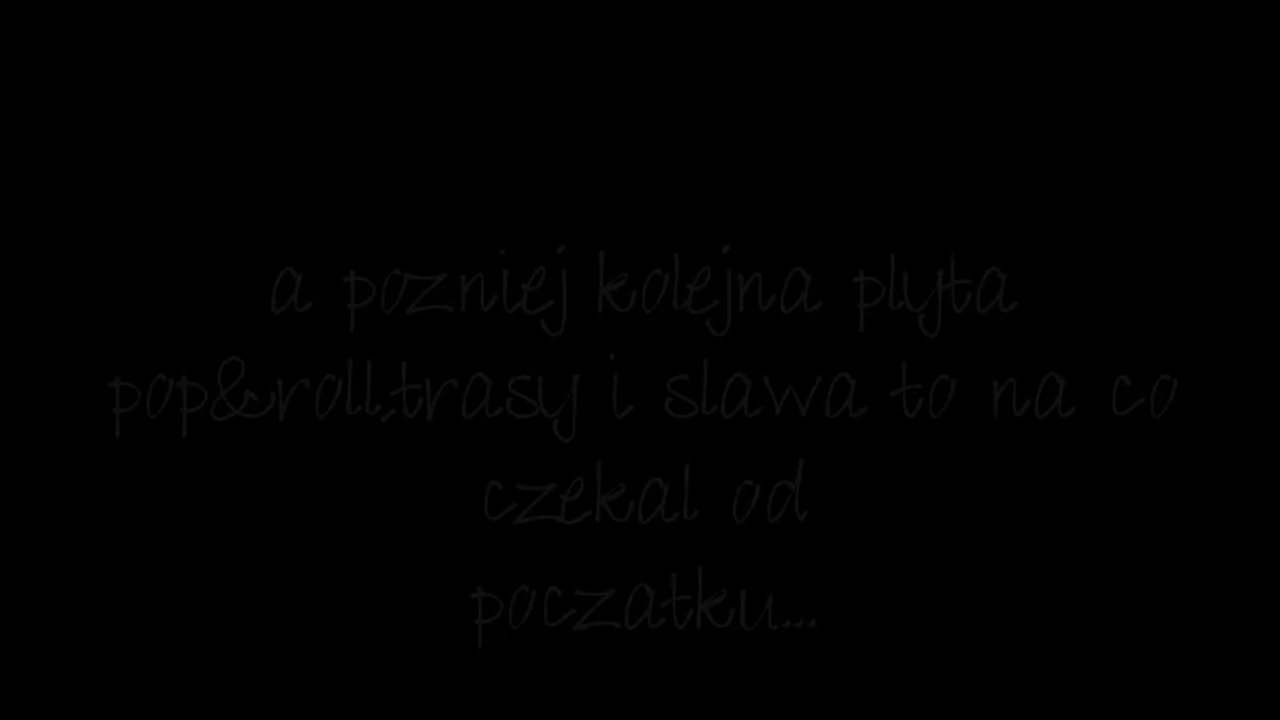 a pozniej kolejna plyta
pop&roll,trasy i slawa to na co
czekal od
poczatku...